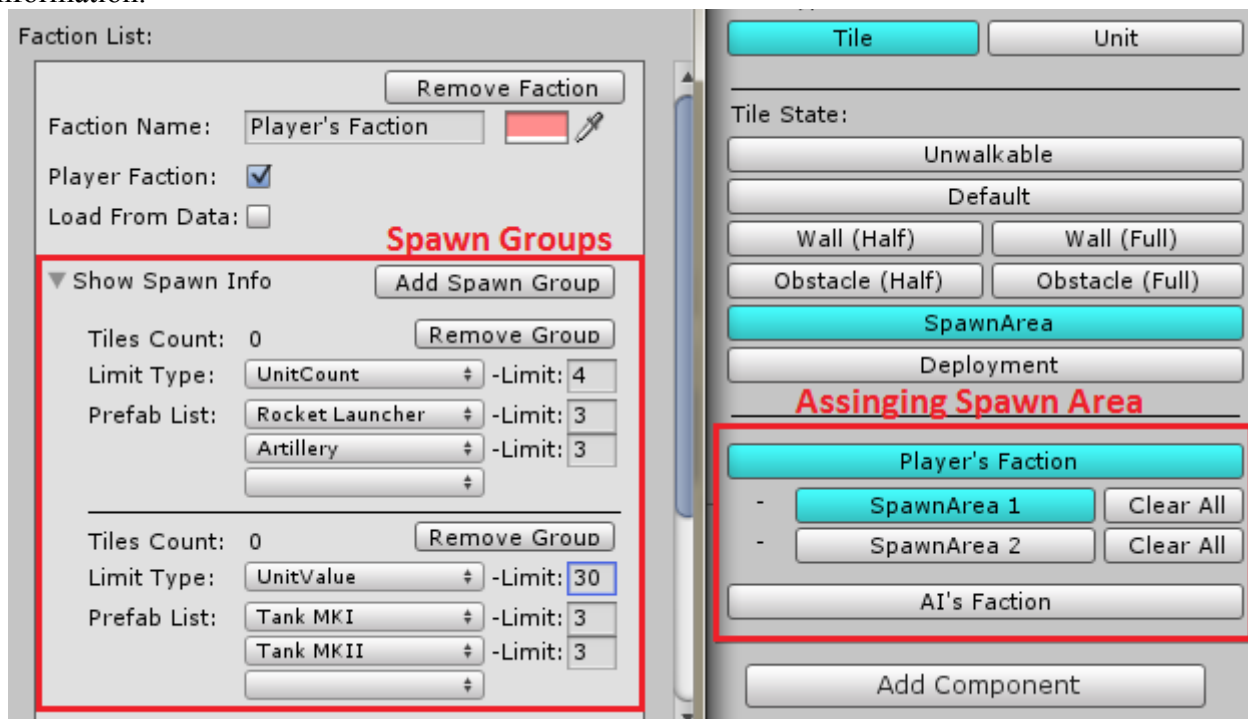 Faction List:
Remove Faction
Faction Name: Player's Faction
Player Faction:
Load From Data:
Spawn Groups
Show Spawn Info Add Spawn Group
Tiles Count: 0 Remove Group
Limit Type: UnitCount -Limit: 4
Prefab List: Rocket Launcher -Limit: 3
Artillery -Limit: 3
Tiles Count: 0 Remove Group
Limit Type: UnitValue -Limit: 30
Prefab List: Tank MKI -Limit: 3
Tank MKII -Limit: 3
Tile Unit
Tile State:
Unwalkable
Default
Wall (Half) Wall (Full)
Obstacle (Half) Obstacle (Full)
SpawnArea
Deployment
Assinging Spawn Area
Player's Faction
- SpawnArea 1 Clear All
- SpawnArea 2 Clear All
AI's Faction
Add Component